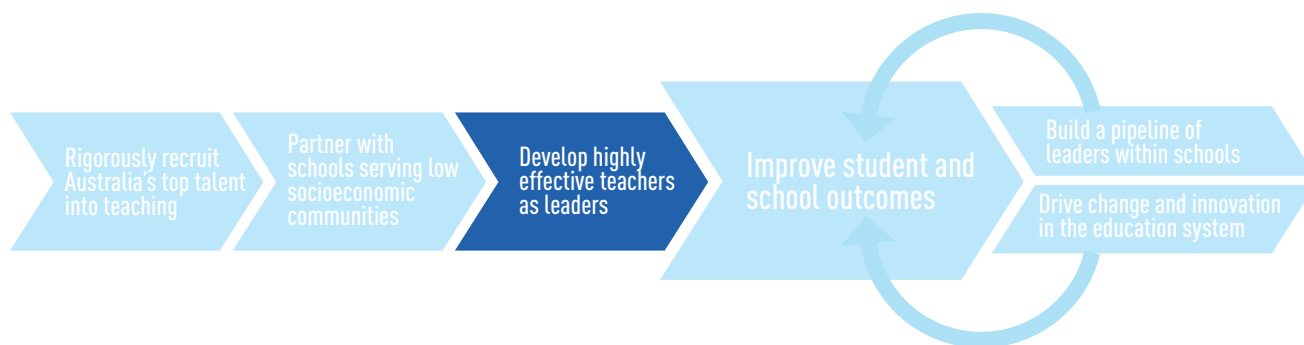 Rigorously recruit
Australia's top talent
into teaching
Partner with
schools serving low
socioeconomic
communities
Develop highly
effective teachers
as leaders
Improve student and
school outcomes
Build a pipeline of
leaders within schools
Drive change and innovation
in the education system